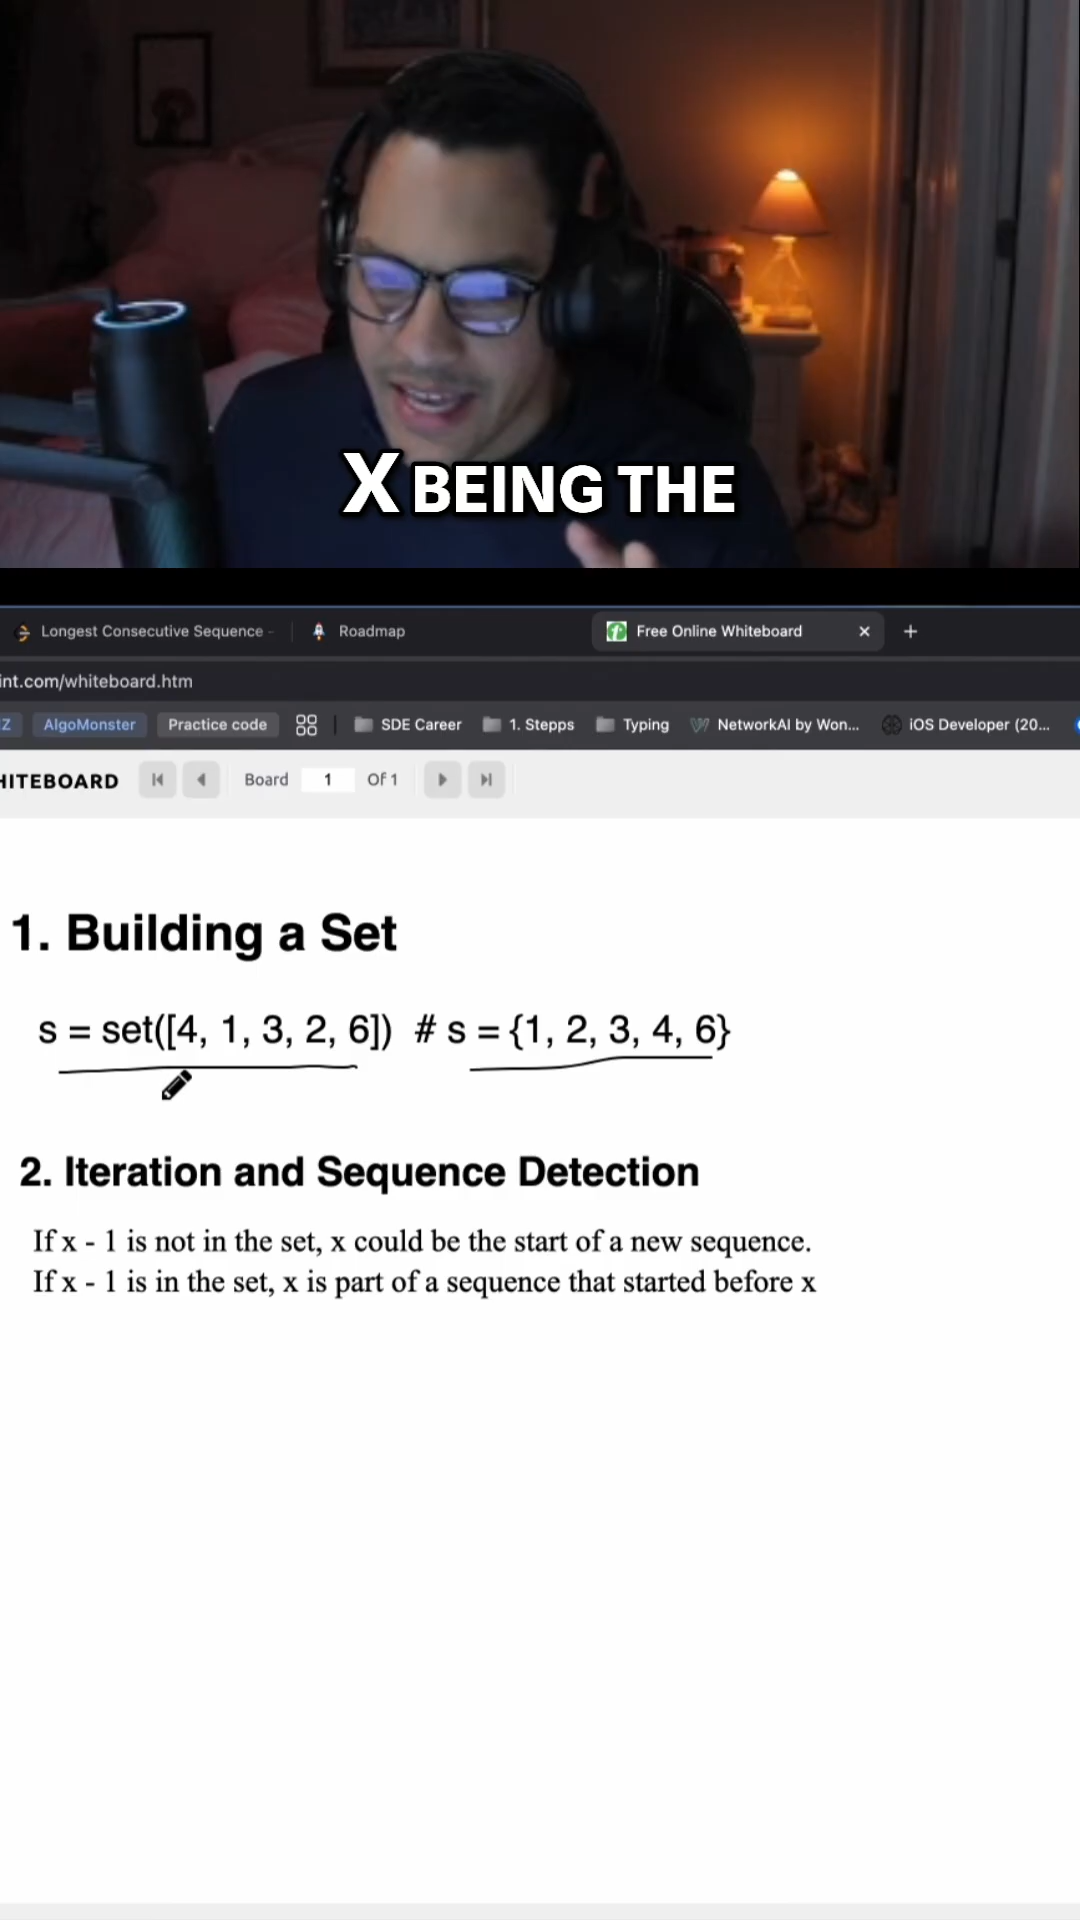 X BEING THE
Longest Consecutive Sequence -
Roadmap
Free Online Whiteboard
int.com/whiteboard.htm
Z
AlgoMonster
Practice code
SDE Career
1. Stepps
Typing
NetworkAI by Won...
iOS Developer (20...
HITEBOARD
Board
1
Of 1
1. Building a Set
s = set([4, 1, 3, 2, 6]) # s = {1, 2, 3, 4, 6}
2. Iteration and Sequence Detection
If x - 1 is not in the set, x could be the start of a new sequence.
If x - 1 is in the set, x is part of a sequence that started before x